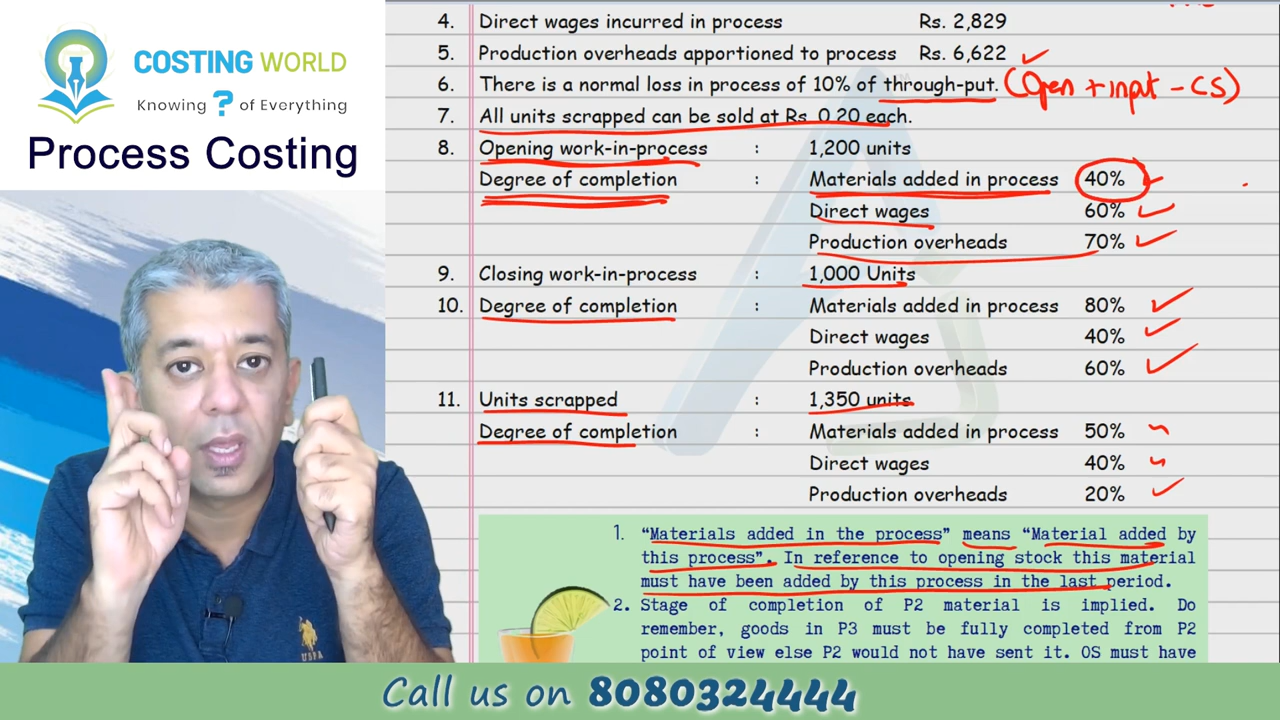 COSTING WORLD
Knowing ? of Everything
Process Costing
4. Direct wages incurred in process Rs. 2,829
5. Production overheads apportioned to process Rs. 6,622
6. There is a normal loss in process of 10% of through-put. (Open + input - CS)
7. All units scrapped can be sold at Rs. 0.20 each.
8. Opening work-in-process : 1,200 units
Degree of completion : Materials added in process 40%
Direct wages 60%
Production overheads 70%
9. Closing work-in-process : 1,000 Units
10. Degree of completion : Materials added in process 80%
Direct wages 40%
Production overheads 60%
11. Units scrapped : 1,350 units
Degree of completion : Materials added in process 50%
Direct wages 40%
Production overheads 20%
1. “Materials added in the process” means “Material added by
this process”. In reference to opening stock this material
must have been added by this process in the last period.
2. Stage of completion of P2 material is implied. Do
remember, goods in P3 must be fully completed from P2
point of view else P2 would not have sent it. OS must have
Call us on 8080324444